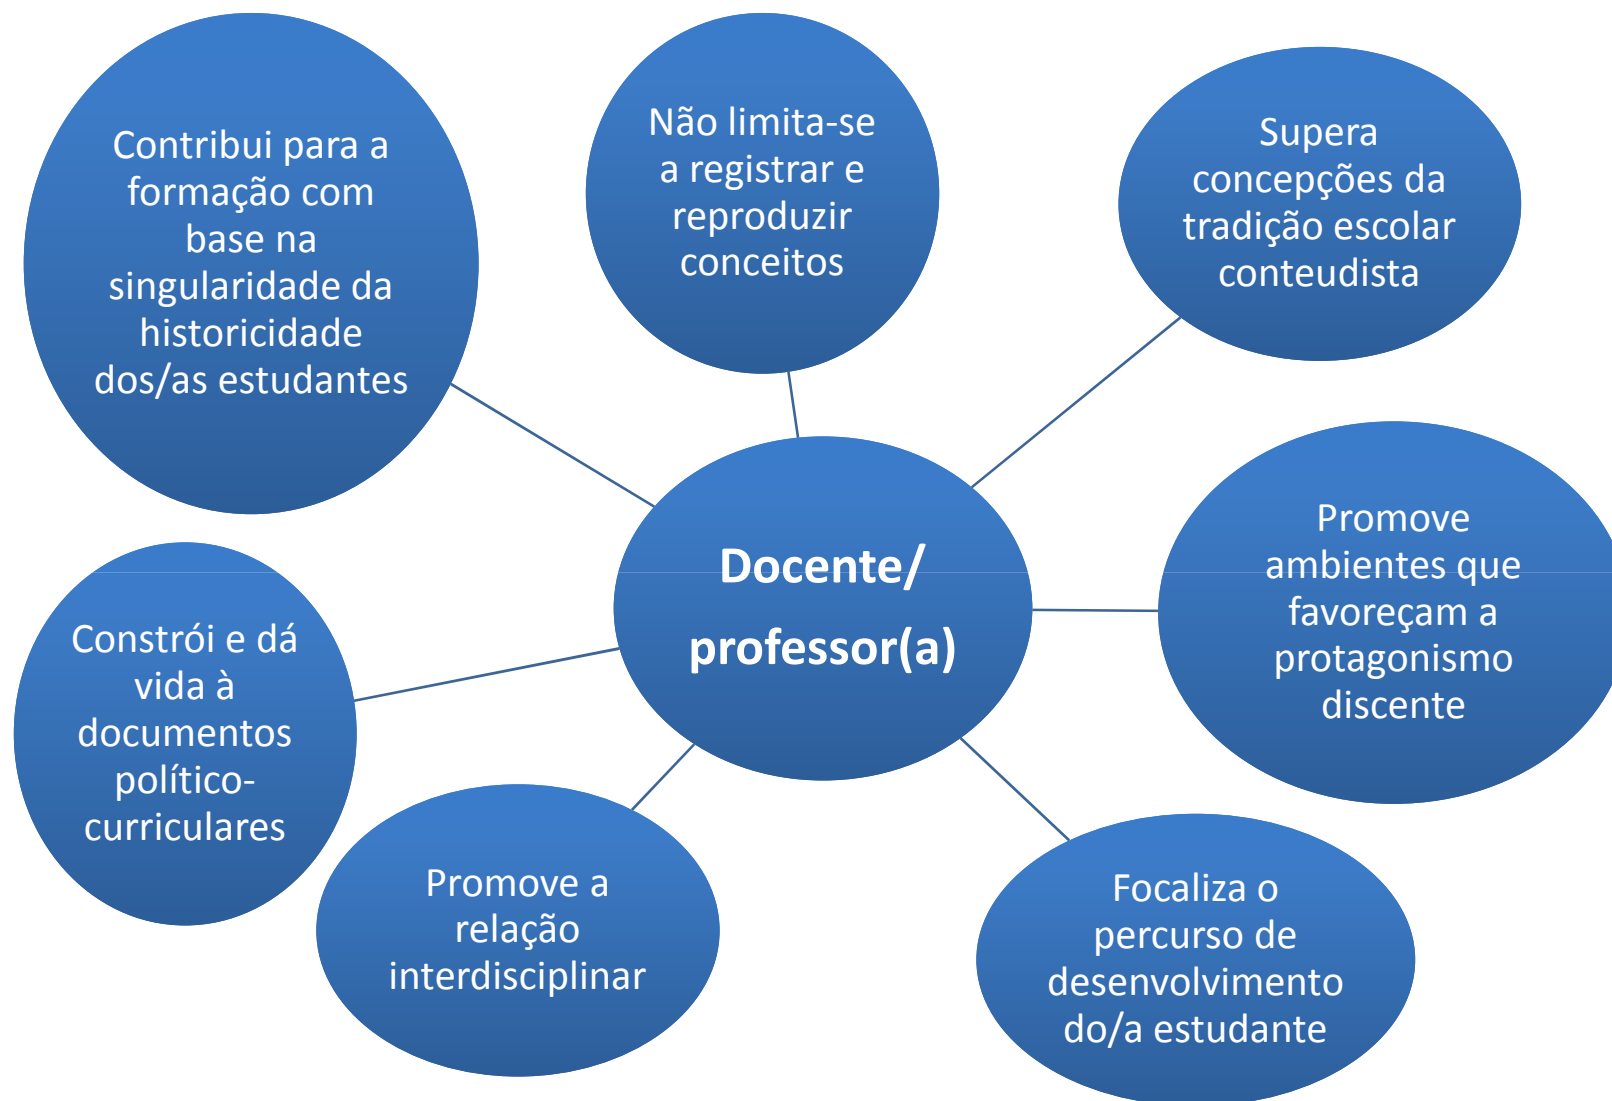 Contribui para a
formação com
base na
singularidade da
historicidade
dos/as estudantes
Não limita-se
a registrar e
reproduzir
conceitos
Supera
concepções da
tradição escolar
conteudista
Docente/
professor(a)
Promove
ambientes que
favoreçam a
protagonismo
discente
Constrói e dá
vida à
documentos
político-
curriculares
Promove a
relação
interdisciplinar
Focaliza o
percurso de
desenvolvimento
do/a estudante